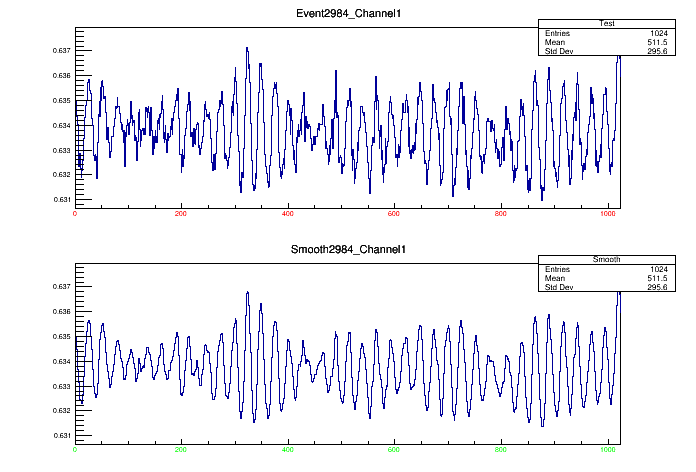 Event2984_Channel1
Test
Entries 1024
Mean 511.5
Std Dev 295.6
0.637
0.636
0.635
0.634
0.633
0.632
0.631
0 200 400 600 800 1000
Smooth2984_Channel1
Smooth
Entries 1024
Mean 511.5
Std Dev 295.6
0.637
0.636
0.635
0.634
0.633
0.632
0.631
0 200 400 600 800 1000